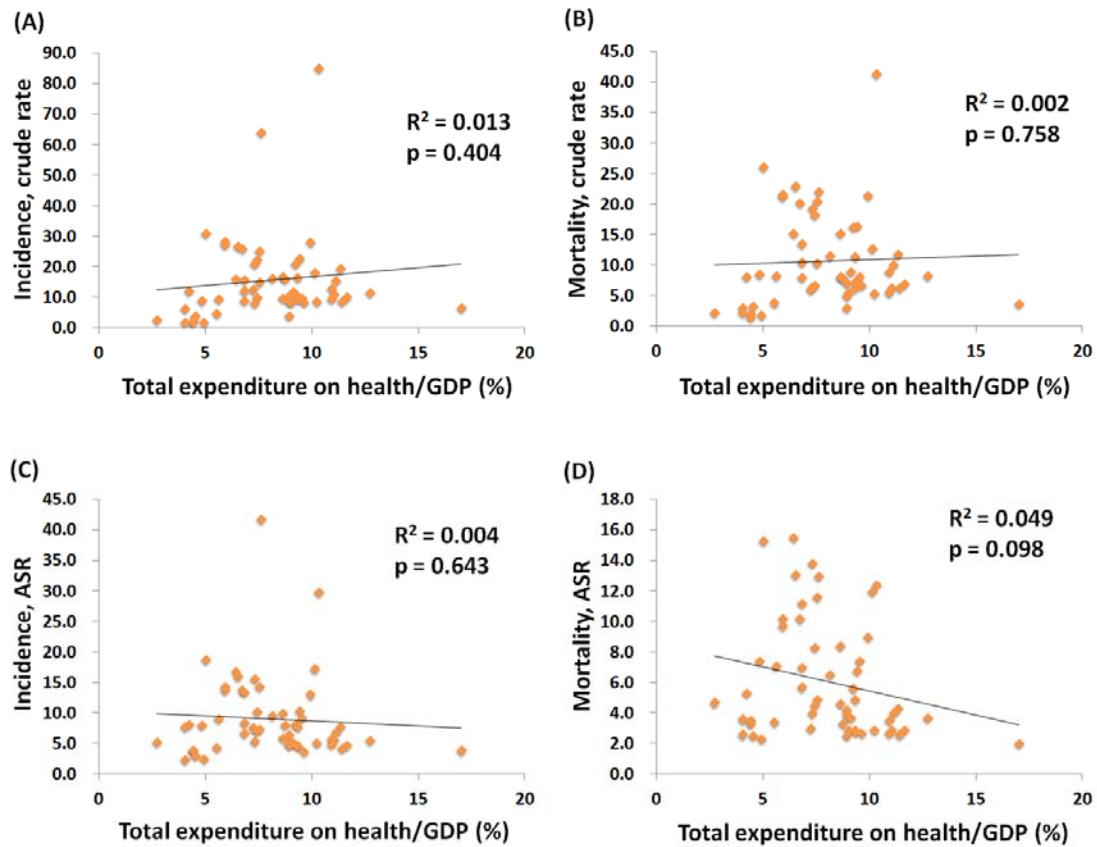 (A)
Incidence, crude rate
90.0
80.0
70.0
60.0
50.0
40.0
30.0
20.0
10.0
0.0
R² = 0.013
p = 0.404
0 5 10 15 20
Total expenditure on health/GDP (%)
(B)
Mortality, crude rate
45.0
40.0
35.0
30.0
25.0
20.0
15.0
10.0
5.0
0.0
R² = 0.002
p = 0.758
0 5 10 15 20
Total expenditure on health/GDP (%)
(C)
Incidence, ASR
45.0
40.0
35.0
30.0
25.0
20.0
15.0
10.0
5.0
0.0
R² = 0.004
p = 0.643
0 5 10 15 20
Total expenditure on health/GDP (%)
(D)
Mortality, ASR
18.0
16.0
14.0
12.0
10.0
8.0
6.0
4.0
2.0
0.0
R² = 0.049
p = 0.098
0 5 10 15 20
Total expenditure on health/GDP (%)